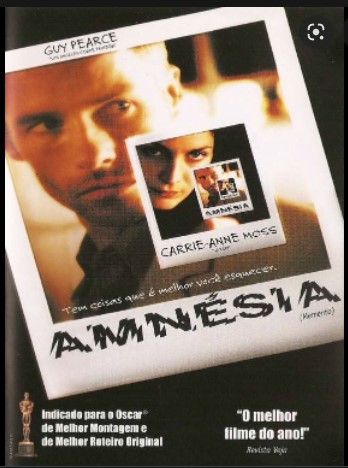 GUY PEARCE
CARRIE-ANNE MOSS
AMNÉSIA
Tem coisas que é melhor você esquecer.
AMNÉSIA
(Memento)
Indicado para o Oscar®
de Melhor Montagem e
de Melhor Roteiro Original
"O melhor
filme do ano!"
Revista Veja